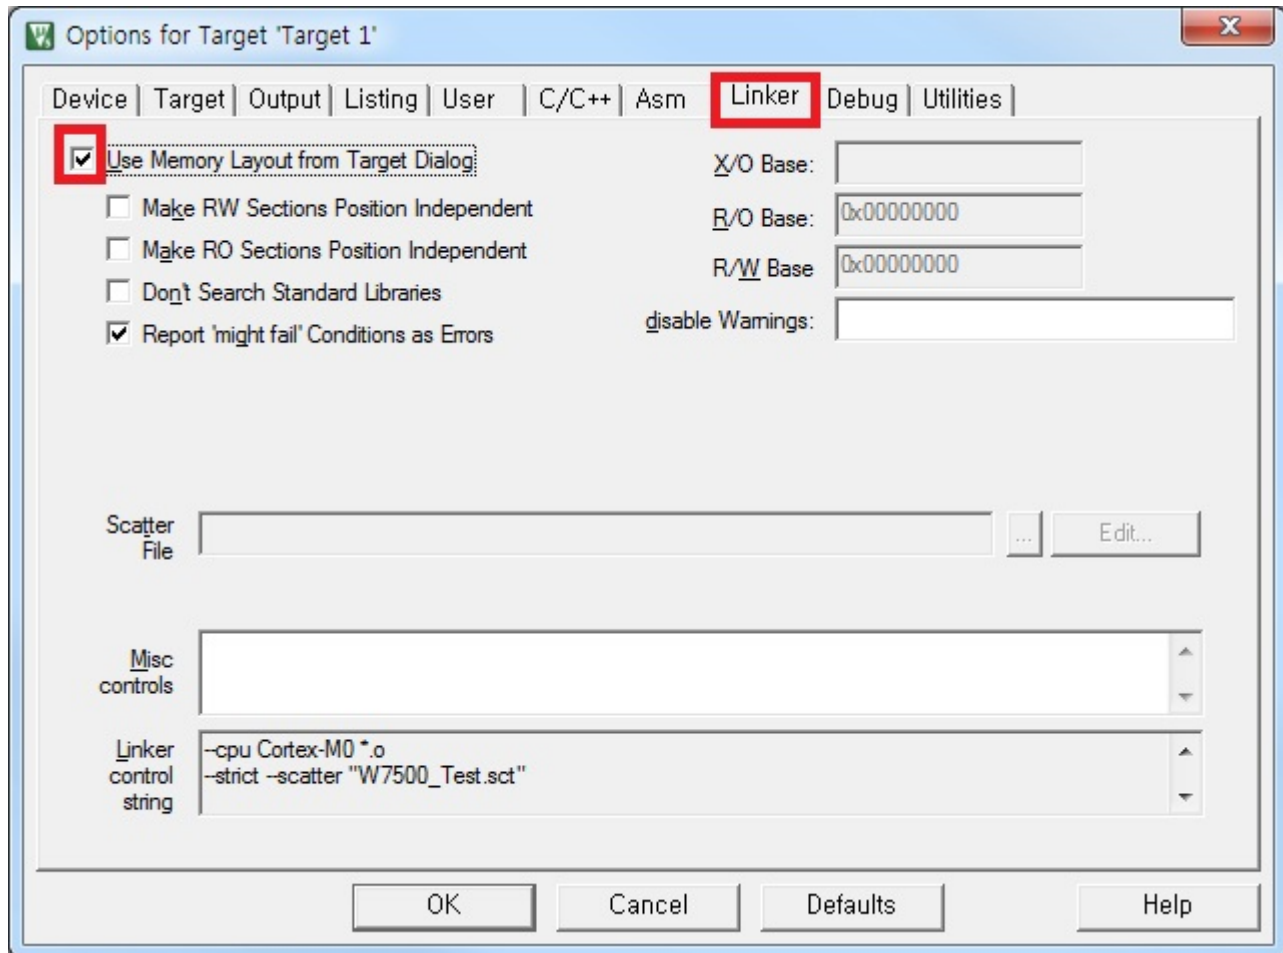 Options for Target 'Target 1'
Device Target Output Listing User C/C++ Asm Linker Debug Utilities
Use Memory Layout from Target Dialog
Make RW Sections Position Independent
Make RO Sections Position Independent
Don't Search Standard Libraries
Report 'might fail' Conditions as Errors
X/O Base:
R/O Base: 0x00000000
R/W Base 0x00000000
disable Warnings:
Scatter
File
...
Edit...
Misc
controls
Linker
control
string
--cpu Cortex-M0 *.o
--strict --scatter "W7500_Test.sct"
OK Cancel Defaults Help